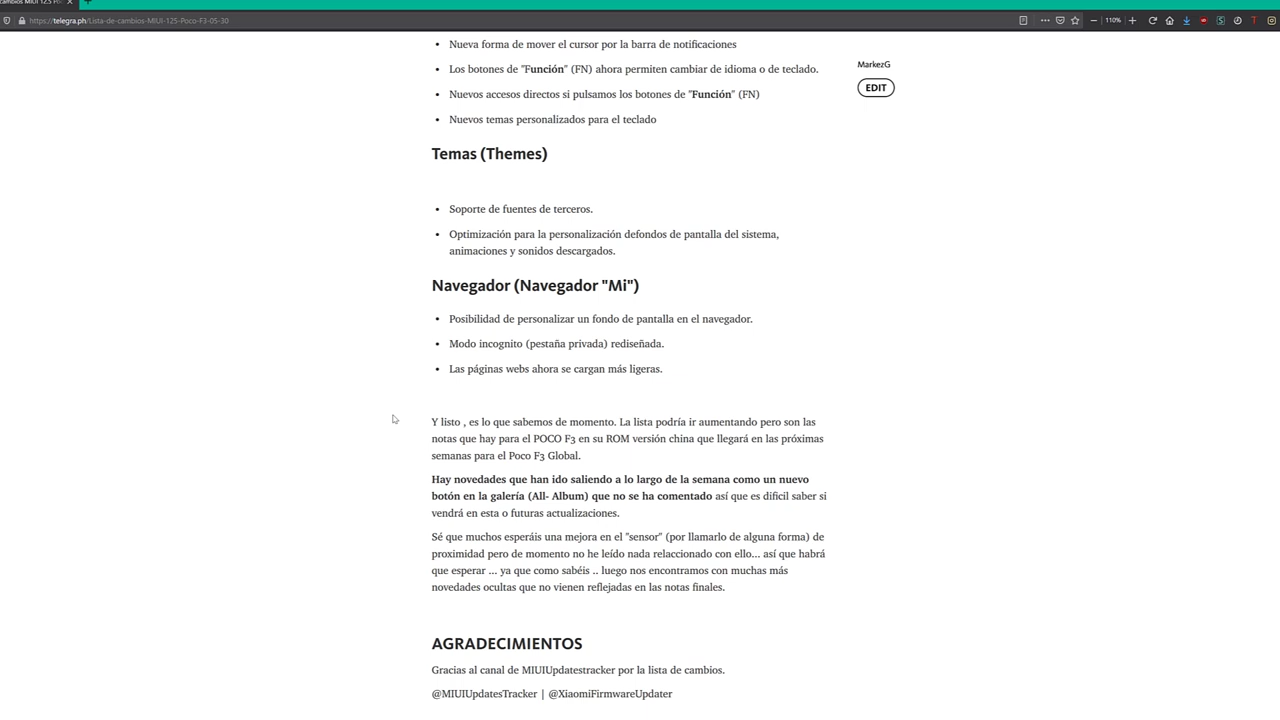 https://telegra.ph/Lista-de-cambios-MIUI-125-Poco-F3-05-30
110%
Nueva forma de mover el cursor por la barra de notificaciones
MarkezG
Los botones de "Función" (FN) ahora permiten cambiar de idioma o de teclado.
EDIT
Nuevos accesos directos si pulsamos los botones de "Función" (FN)
Nuevos temas personalizados para el teclado
Temas (Themes)
Soporte de fuentes de terceros.
Optimización para la personalización defondos de pantalla del sistema,
animaciones y sonidos descargados.
Navegador (Navegador "Mi")
Posibilidad de personalizar un fondo de pantalla en el navegador.
Modo incognito (pestaña privada) rediseñada.
Las páginas webs ahora se cargan más ligeras.
Y listo , es lo que sabemos de momento. La lista podría ir aumentando pero son las
notas que hay para el POCO F3 en su ROM versión china que llegará en las próximas
semanas para el Poco F3 Global.
Hay novedades que han ido saliendo a lo largo de la semana como un nuevo
botón en la galería (All- Album) que no se ha comentado así que es dificil saber si
vendrá en esta o futuras actualizaciones.
Sé que muchos esperáis una mejora en el "sensor" (por llamarlo de alguna forma) de
proximidad pero de momento no he leído nada relaccionado con ello... así que habrá
que esperar ... ya que como sabéis .. luego nos encontramos con muchas más
novedades ocultas que no vienen reflejadas en las notas finales.
AGRADECIMIENTOS
Gracias al canal de MIUIUpdatestracker por la lista de cambios.
@MIUIUpdatesTracker | @XiaomiFirmwareUpdater